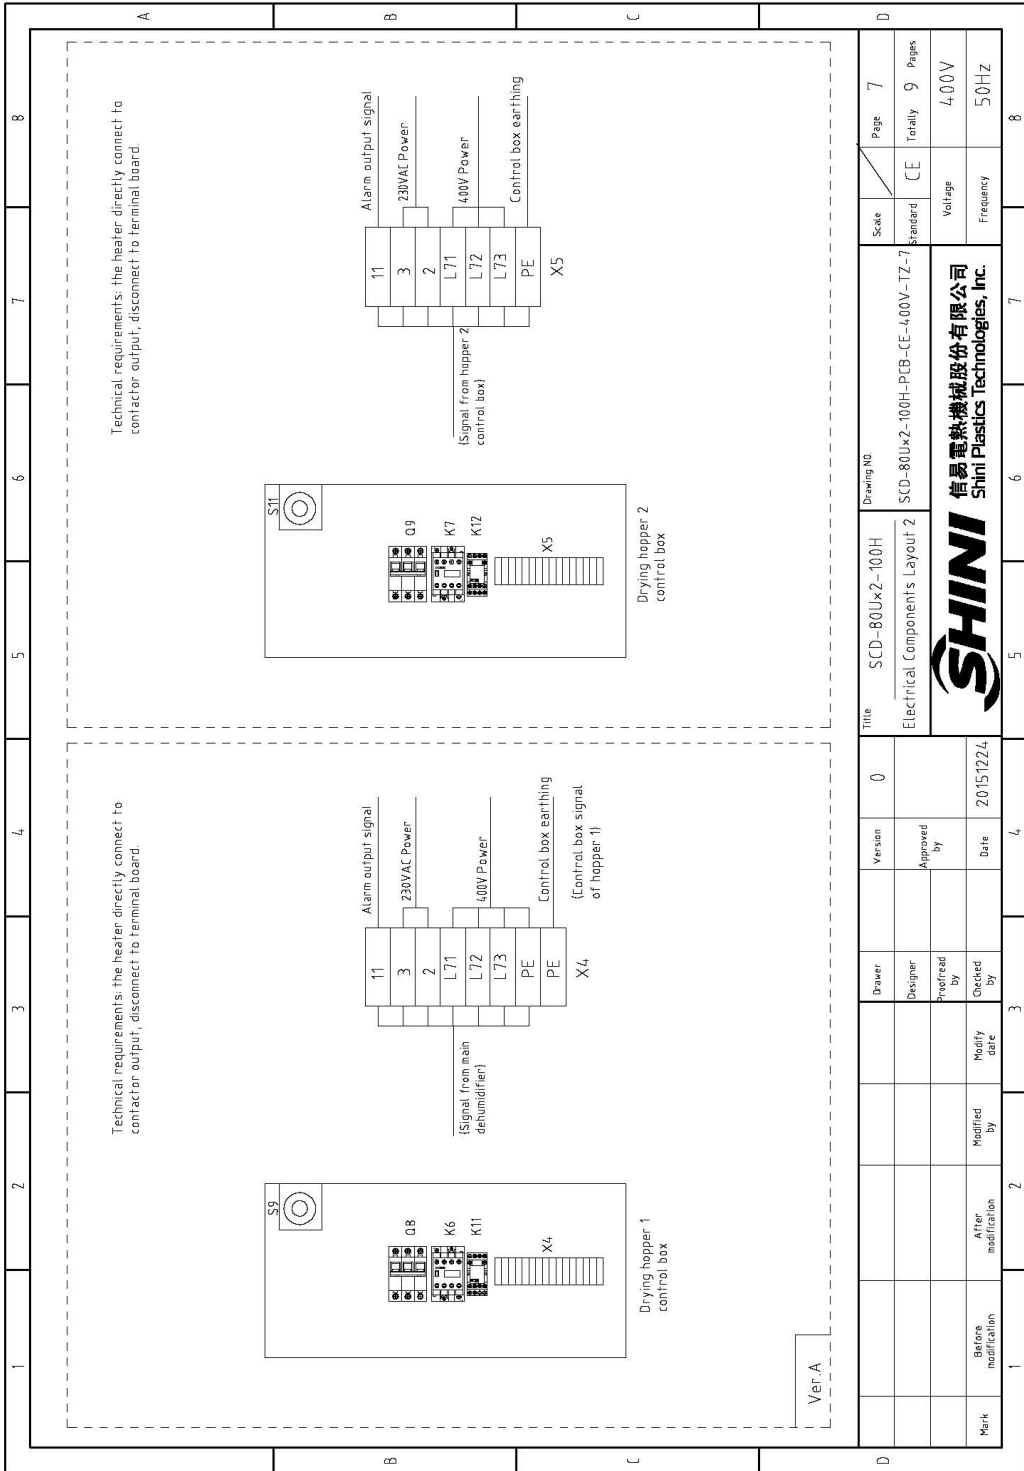 1
2
3
4
5
6
7
8
A
A
B
B
C
C
D
D
Technical requirements: the heater directly connect to
contactor output, disconnect to terminal board.
S9
Q8
K6
K11
X4
Drying hopper 1
control box
(Signal from main
dehumidifier)
11
3
2
L71
L72
L73
PE
PE
X4
Alarm output signal
230VAC Power
400V Power
Control box earthing
(Control box signal
of hopper 1)
Ver.A
Technical requirements: the heater directly connect to
contactor output, disconnect to terminal board.
S11
Q9
K7
K12
X5
Drying hopper 2
control box
(Signal from hopper 2
control box)
11
3
2
L71
L72
L73
PE
X5
Alarm output signal
230VAC Power
400V Power
Control box earthing
Mark
Before
modification
After
modification
Modified
by
Modify
date
Drawer
Designer
Proofread
by
Checked
by
Version
0
Approved
by
Date
20151224
Title
SCD-80U×2-100H
Electrical Components Layout 2
Drawing NO.
SCD-80U×2-100H-PCB-CE-400V-TZ-7
SHINI
信易電熱機械股份有限公司
Shini Plastics Technologies, Inc.
Scale
Page
7
Standard
CE
Totally
9
Pages
Voltage
400V
Frequency
50HZ
1
2
3
4
5
6
7
8